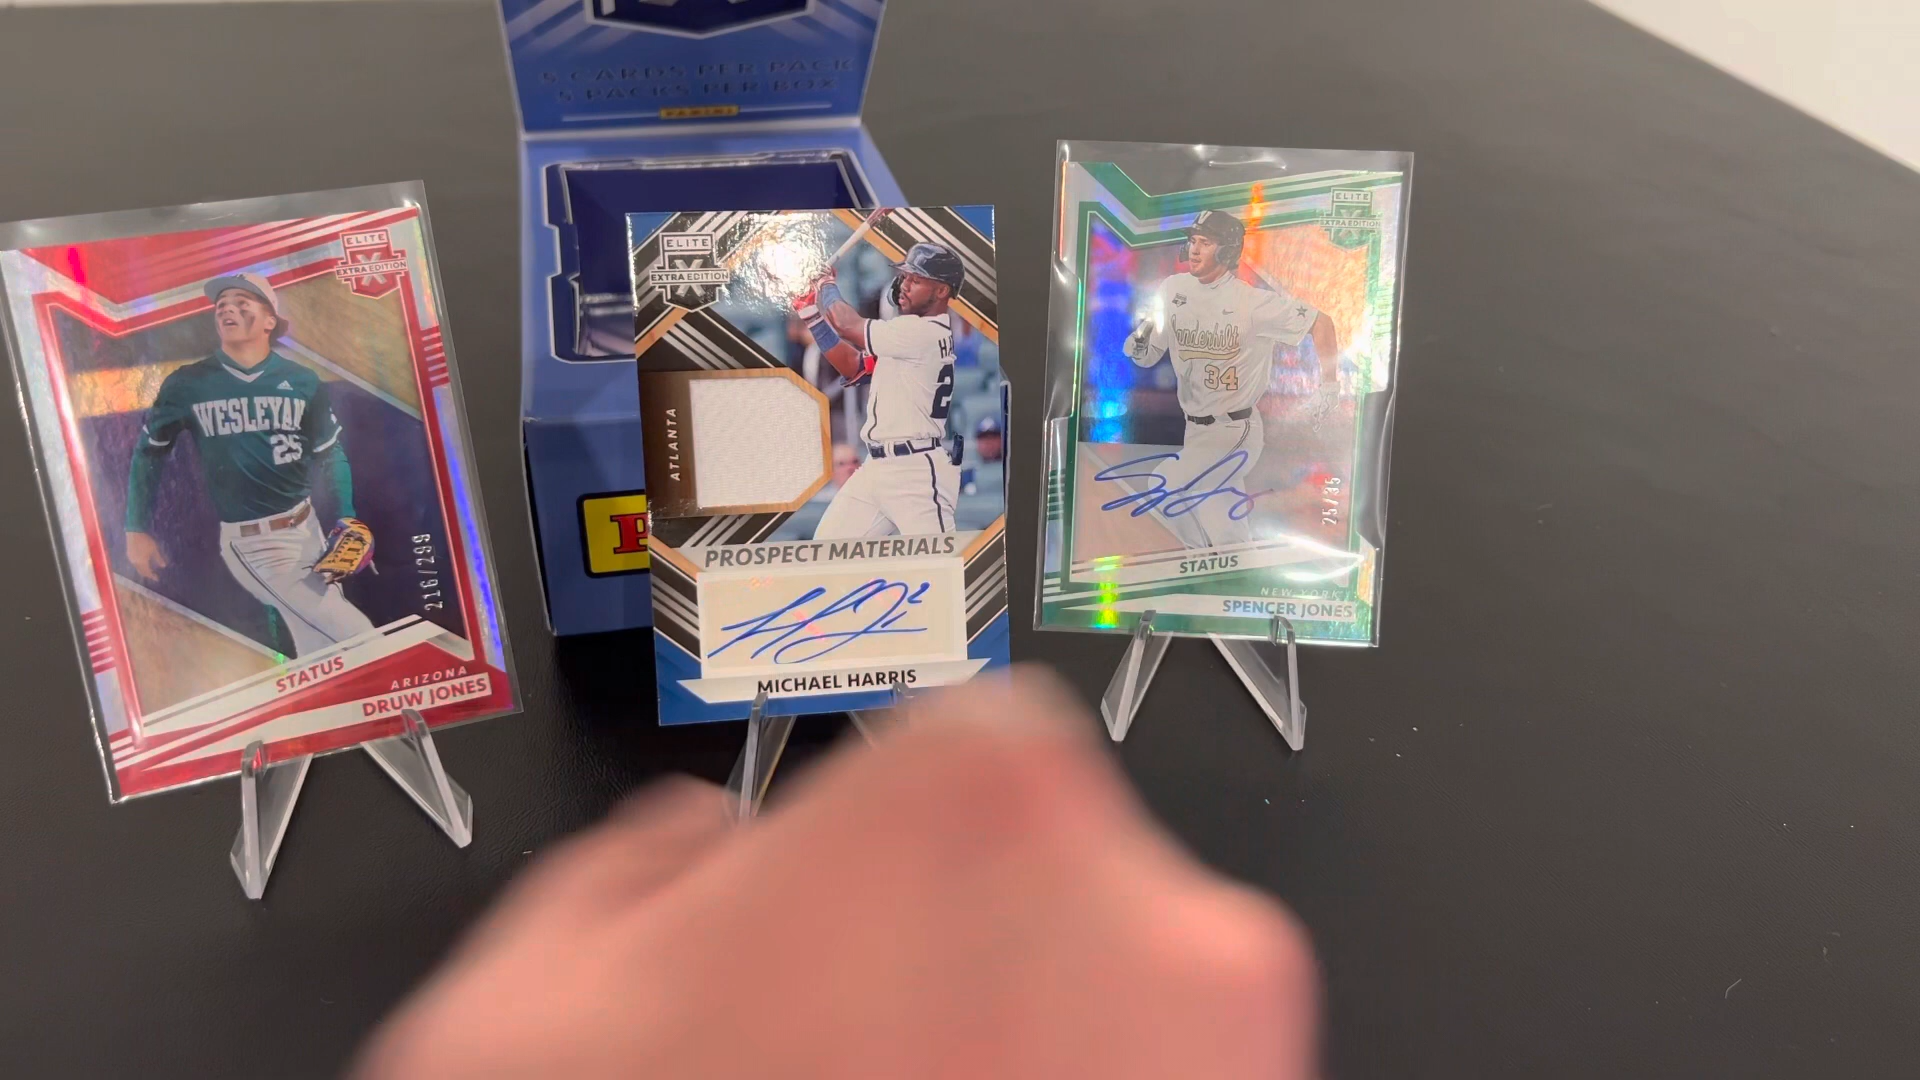 5 CARDS PER PACK
5 PACKS PER BOX
PANINI
ELITE
X
EXTRA EDITION
WESLEYAN
25
216/299
STATUS
ARIZONA
DRUW JONES
P
ELITE
X
EXTRA EDITION
HA
2
ATLANTA
PROSPECT MATERIALS
MICHAEL HARRIS
ELITE
X
EXTRA EDITION
V
Vanderbilt
34
25/35
STATUS
NEW YORK
SPENCER JONES